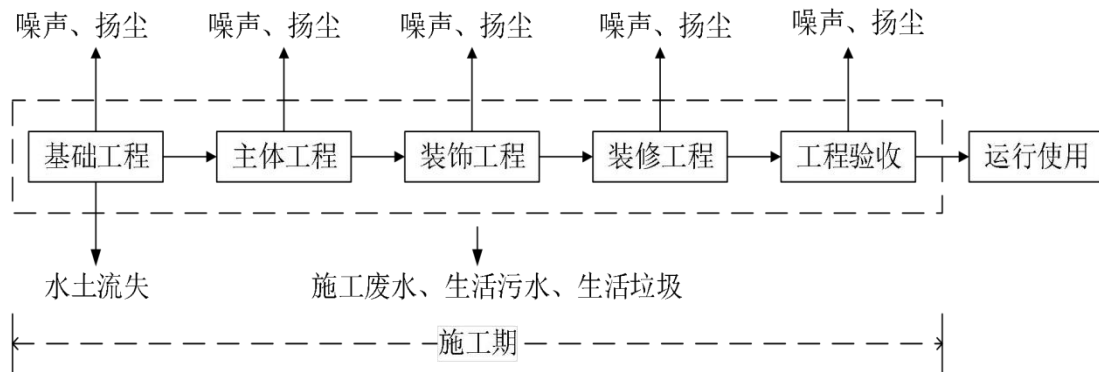 噪声、扬尘 噪声、扬尘 噪声、扬尘 噪声、扬尘 噪声、扬尘
基础工程 主体工程 装饰工程 装修工程 工程验收 运行使用
水土流失 施工废水、生活污水、生活垃圾
施工期